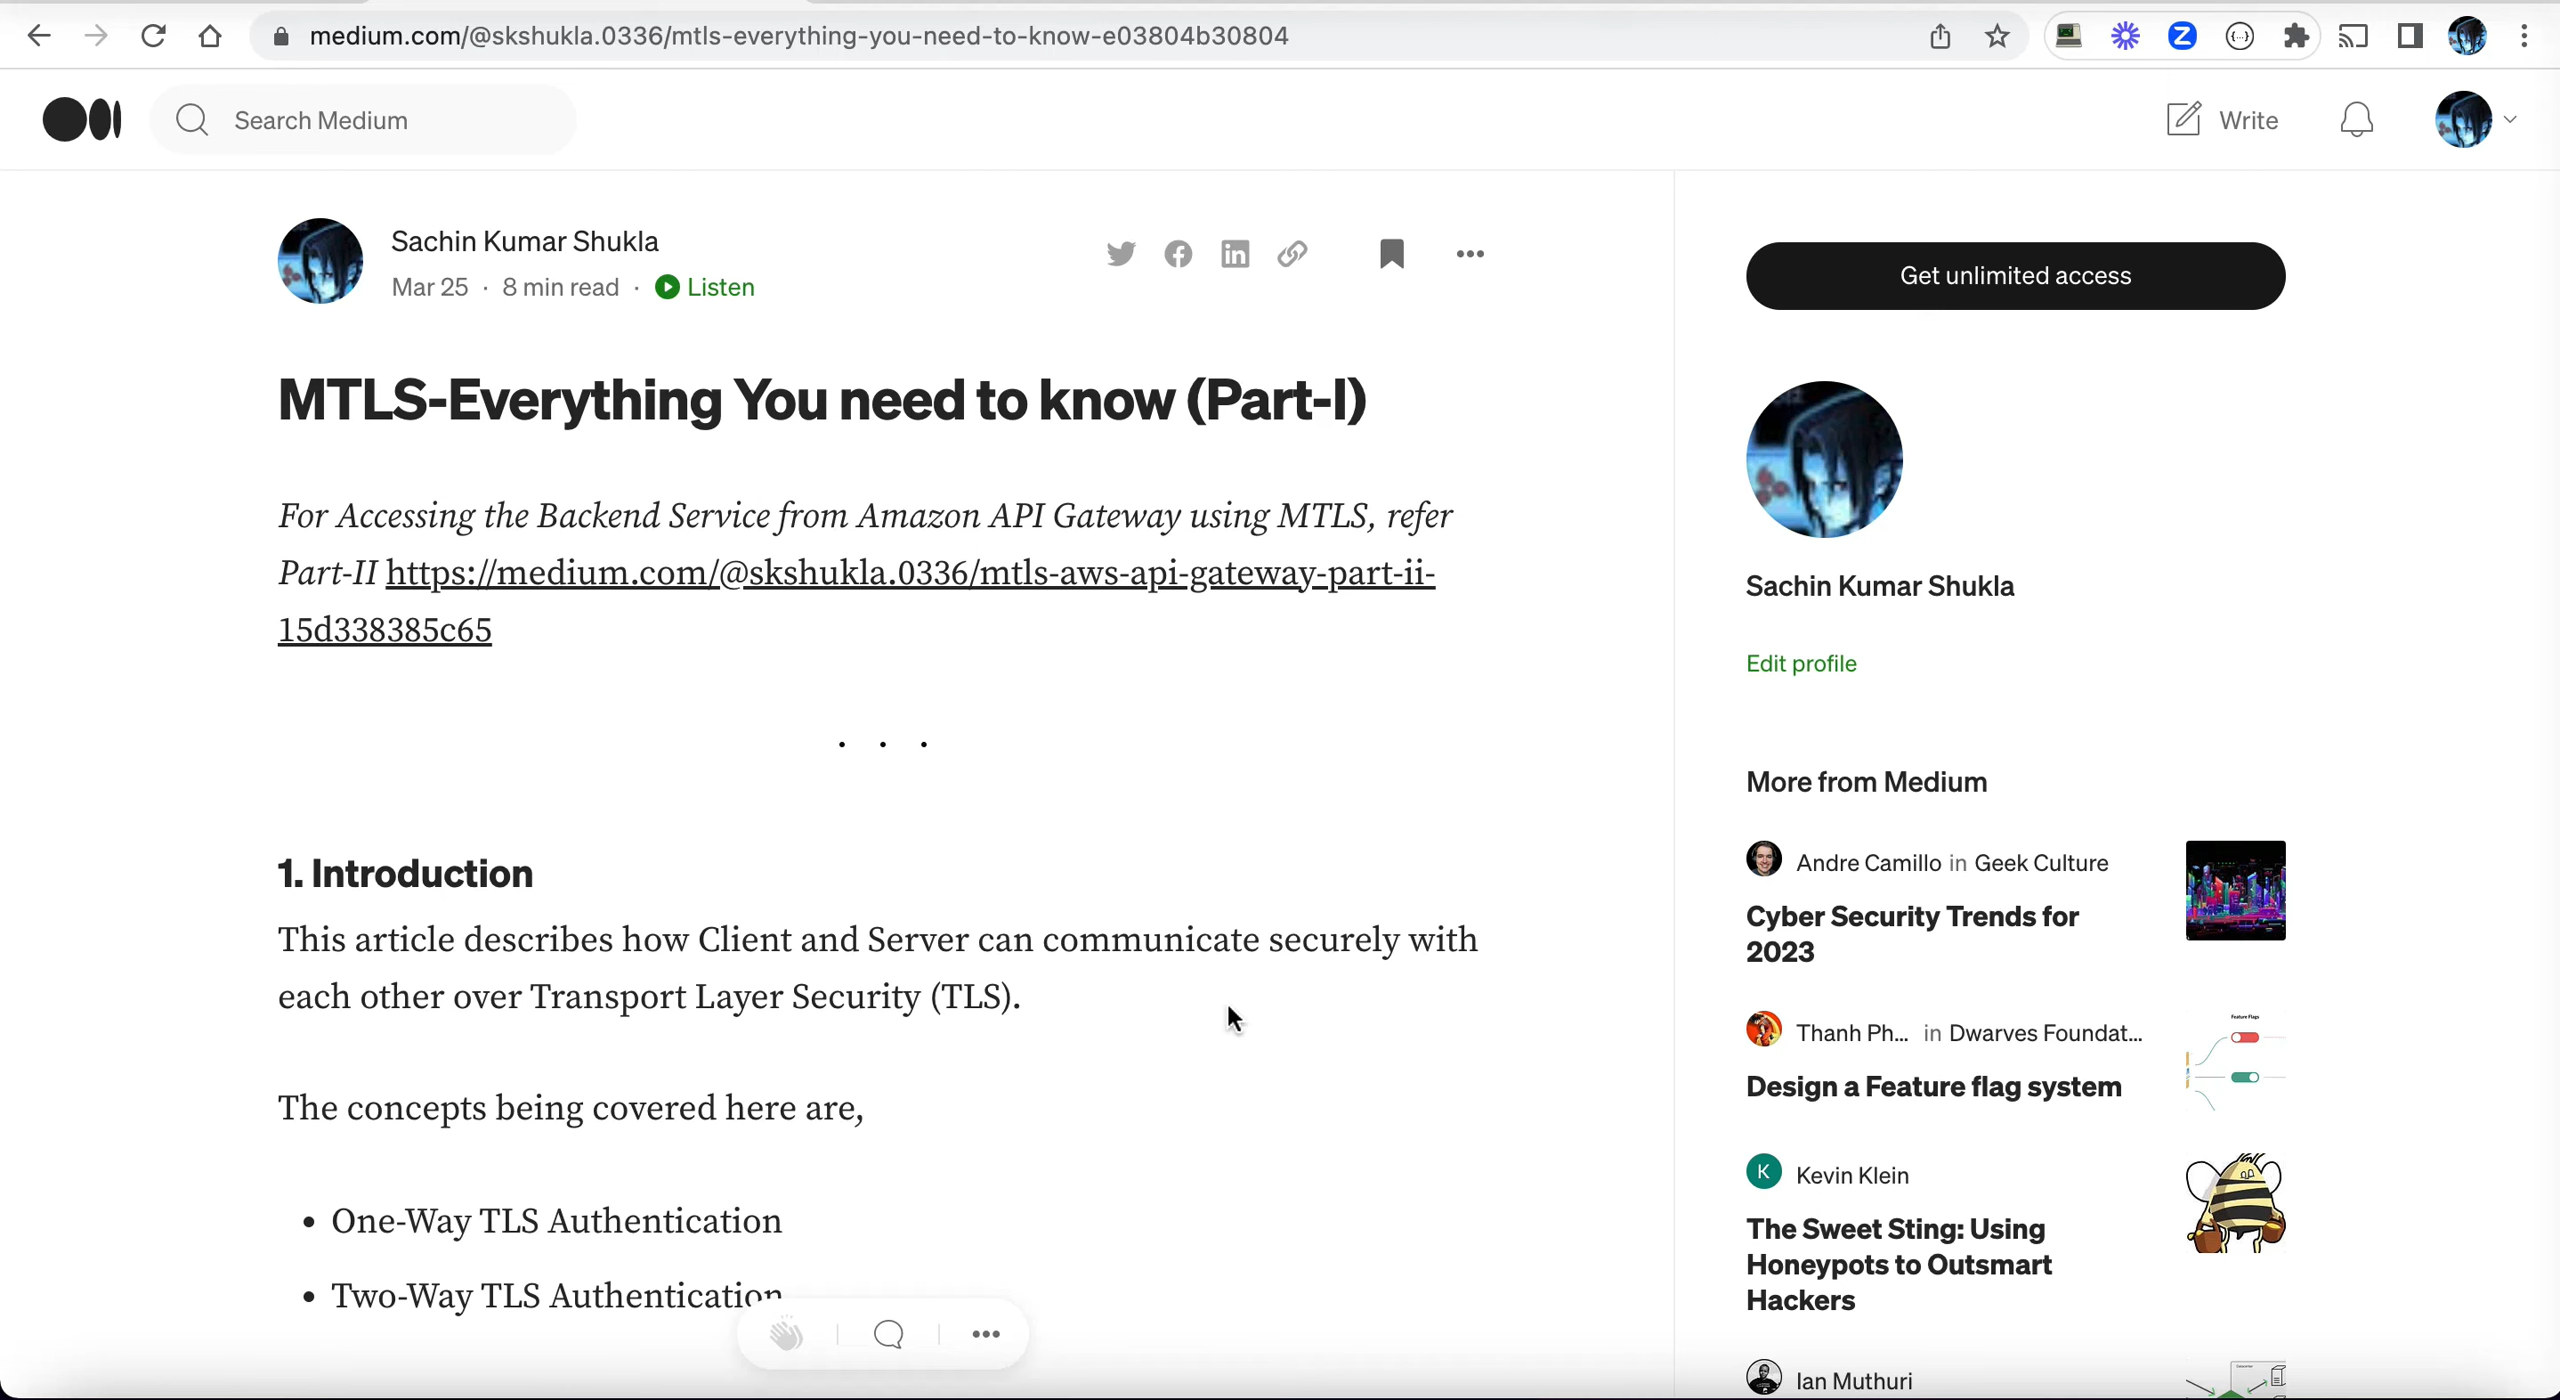 medium.com/@skshukla.0336/mtls-everything-you-need-to-know-e03804b30804
Search Medium
Write
Sachin Kumar Shukla
Mar 25 · 8 min read · Listen
MTLS-Everything You need to know (Part-I)
For Accessing the Backend Service from Amazon API Gateway using MTLS, refer
Part-II https://medium.com/@skshukla.0336/mtls-aws-api-gateway-part-ii-
15d338385c65
. . .
1. Introduction
This article describes how Client and Server can communicate securely with
each other over Transport Layer Security (TLS).
The concepts being covered here are,
• One-Way TLS Authentication
• Two-Way TLS Authentication
Get unlimited access
Sachin Kumar Shukla
Edit profile
More from Medium
Andre Camillo in Geek Culture
Cyber Security Trends for
2023
Thanh Ph... in Dwarves Foundat...
Design a Feature flag system
Feature Flags
K Kevin Klein
The Sweet Sting: Using
Honeypots to Outsmart
Hackers
Ian Muthuri